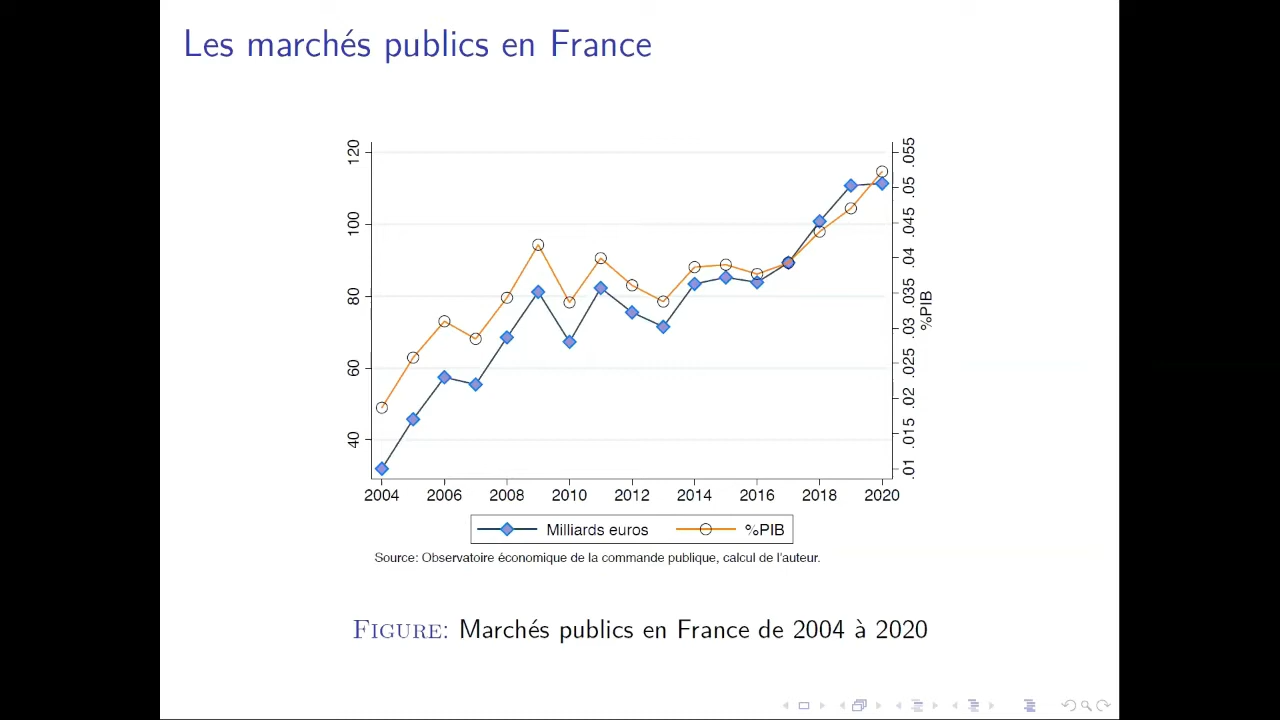 Les marchés publics en France
120
100
80
60
40
.055
.05
.045
.04
.035
.03
.025
.02
.015
.01
%PIB
2004 2006 2008 2010 2012 2014 2016 2018 2020
Milliards euros %PIB
Source: Observatoire économique de la commande publique, calcul de l'auteur.
Figure: Marchés publics en France de 2004 à 2020